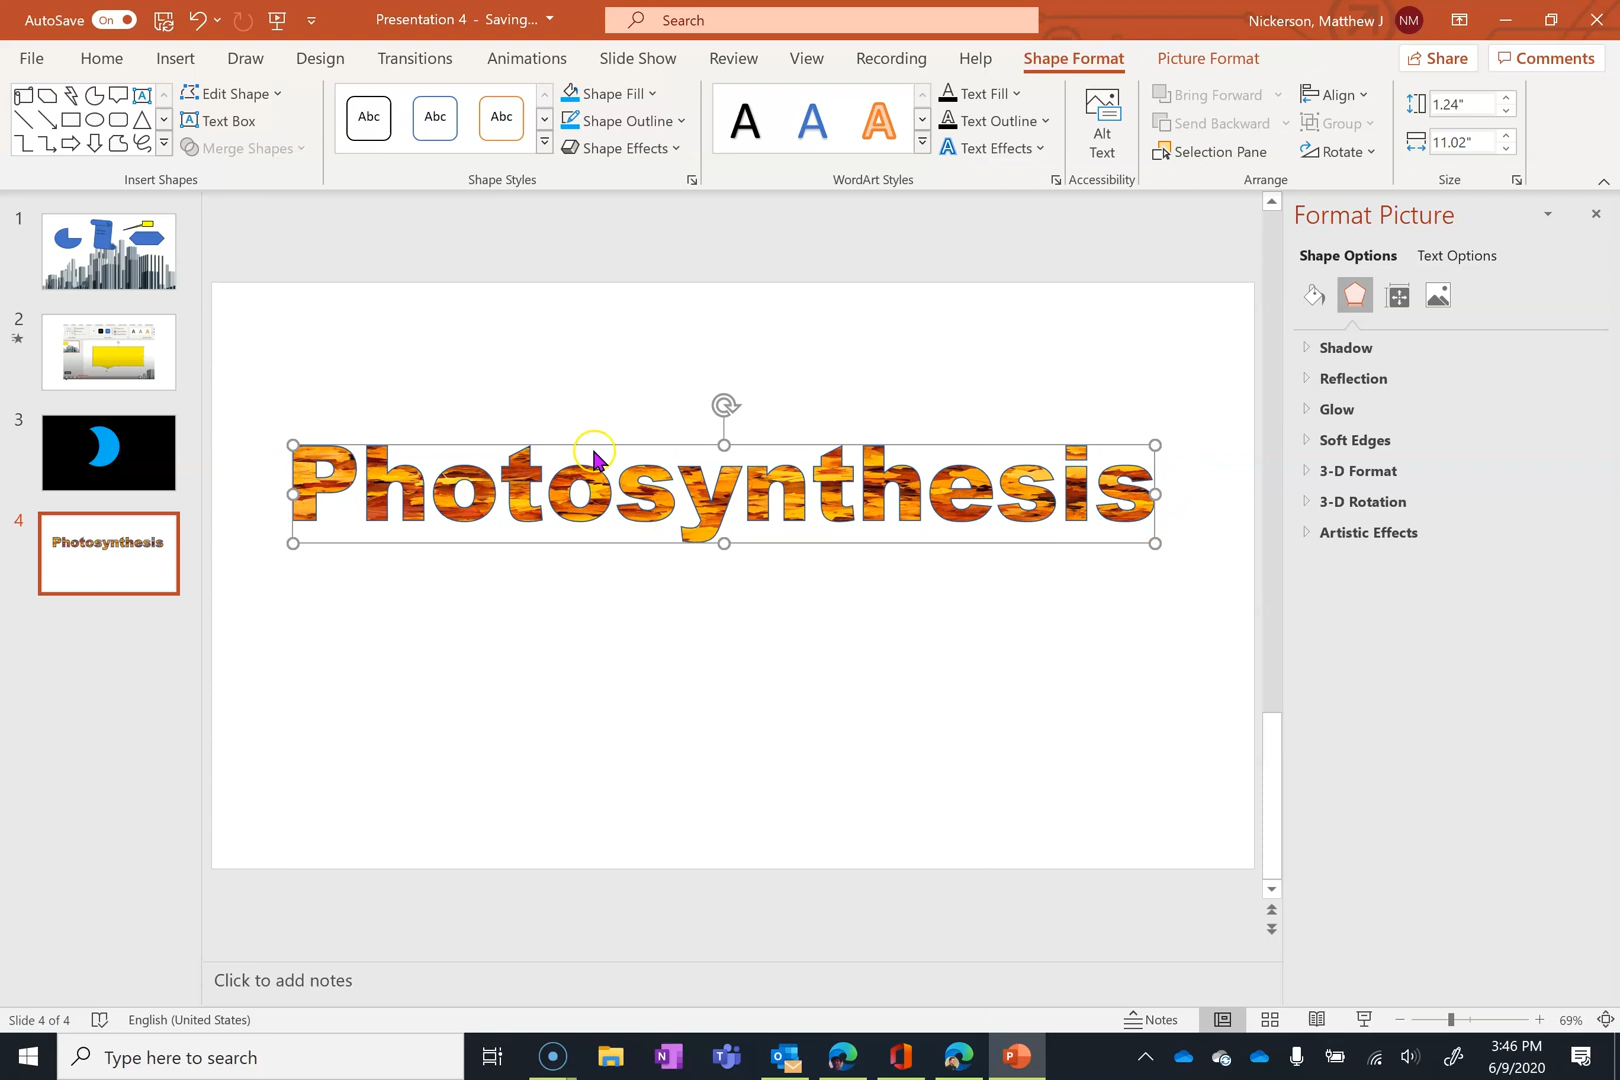 AutoSave On Presentation 4 - Saving... Search Nickerson, Matthew J NM
File Home Insert Draw Design Transitions Animations Slide Show Review View Recording Help Shape Format Picture Format Share Comments
Edit Shape
Text Box
Merge Shapes
Insert Shapes
Abc Abc Abc
Shape Fill
Shape Outline
Shape Effects
Shape Styles
A A A
Text Fill
Text Outline
Text Effects
WordArt Styles
Alt
Text
Accessibility
Bring Forward
Send Backward
Selection Pane
Align
Group
Rotate
Arrange
1.24"
11.02"
Size
1
2
3
4
Photosynthesis
Photosynthesis
Format Picture
Shape Options Text Options
Shadow
Reflection
Glow
Soft Edges
3-D Format
3-D Rotation
Artistic Effects
Click to add notes
Slide 4 of 4 English (United States) Notes 69%
Type here to search
3:46 PM
6/9/2020